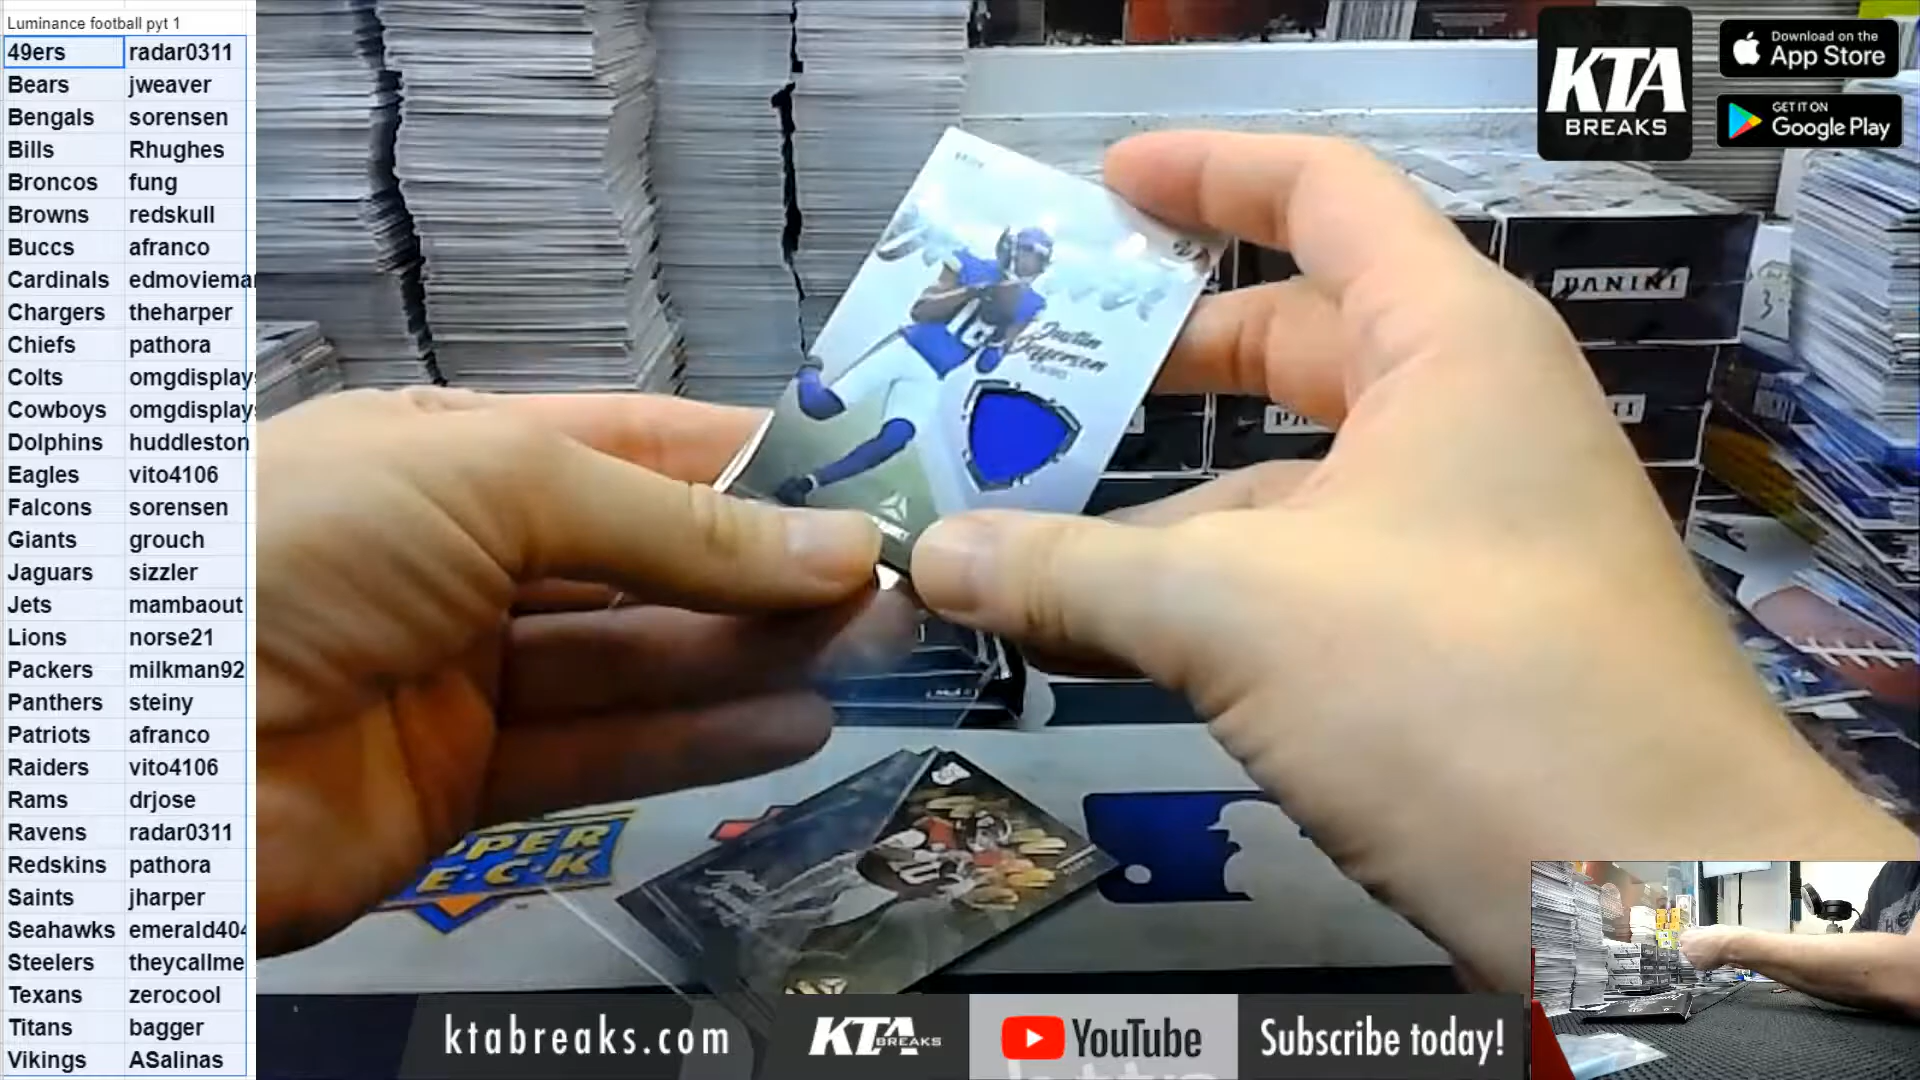 Luminance football pyt 1
49ers radar0311
Bears jweaver
Bengals sorensen
Bills Rhughes
Broncos fung
Browns redskull
Buccs afranco
Cardinals edmoviemar
Chargers theharper
Chiefs pathora
Colts omgdisplay
Cowboys omgdisplay
Dolphins huddleston
Eagles vito4106
Falcons sorensen
Giants grouch
Jaguars sizzler
Jets mambaout
Lions norse21
Packers milkman92
Panthers steiny
Patriots afranco
Raiders vito4106
Rams drjose
Ravens radar0311
Redskins pathora
Saints jharper
Seahawks emerald404
Steelers theycallme
Texans zerocool
Titans bagger
Vikings ASalinas
KTA
BREAKS
Download on the
App Store
GET IT ON
Google Play
PANINI
Justin
Jefferson
PPER
E·C·K
ktabreaks.com
KTA
BREAKS
YouTube
Subscribe today!